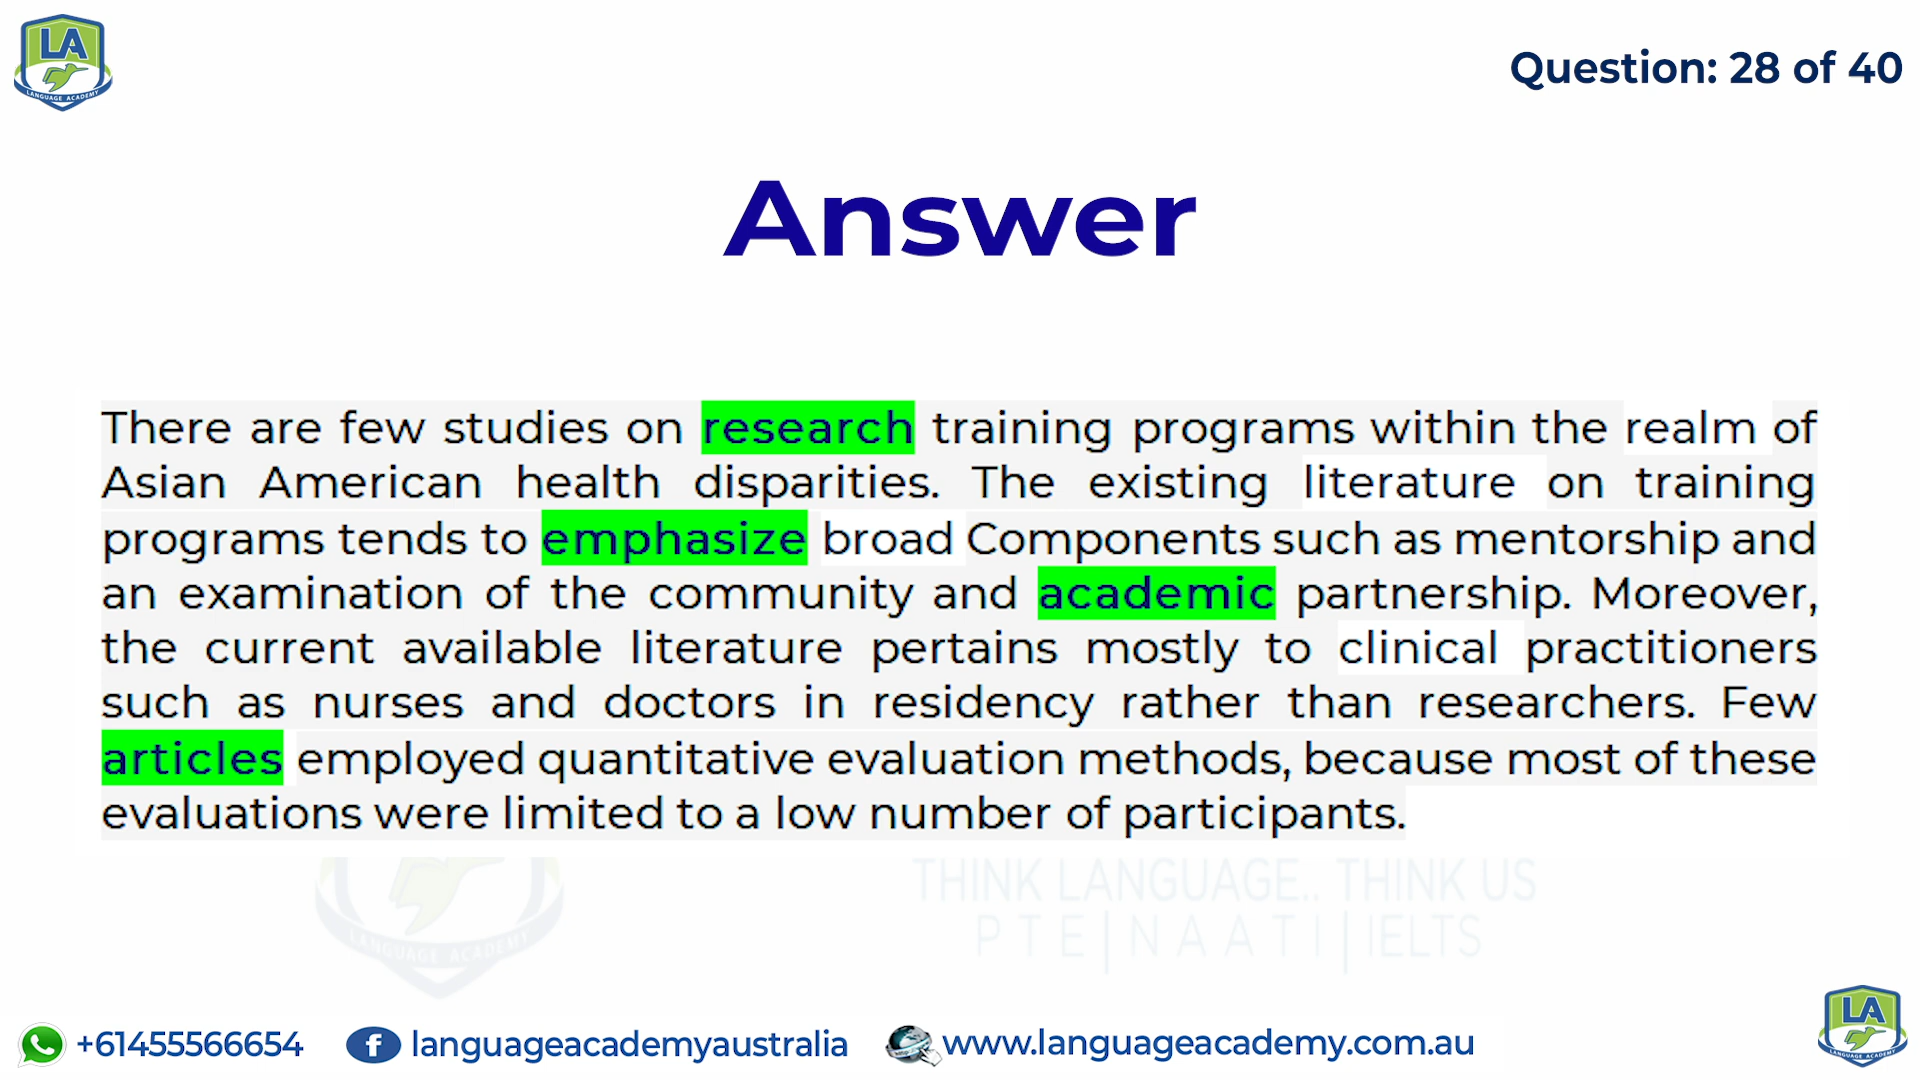 LA
LANGUAGE ACADEMY
Question: 28 of 40
Answer
There are few studies on research training programs within the realm of
Asian American health disparities. The existing literature on training
programs tends to emphasize broad Components such as mentorship and
an examination of the community and academic partnership. Moreover,
the current available literature pertains mostly to clinical practitioners
such as nurses and doctors in residency rather than researchers. Few
articles employed quantitative evaluation methods, because most of these
evaluations were limited to a low number of participants.
LANGUAGE ACADEMY
THINK LANGUAGE.. THINK US
PTE|NAATI|IELTS
+61455566654
languageacademyaustralia
www.languageacademy.com.au
LA
LANGUAGE ACADEMY